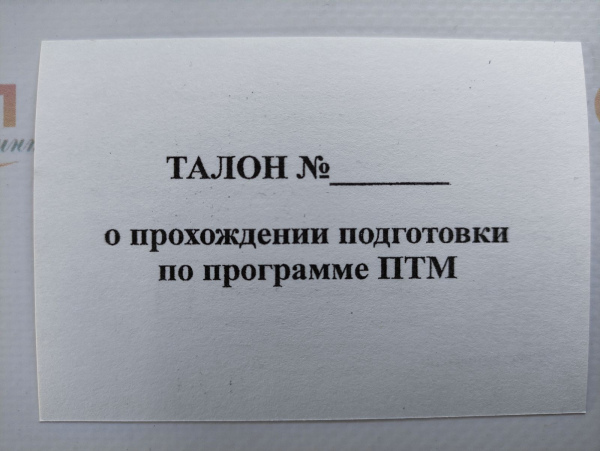 ТАЛОН №_______
о прохождении подготовки
по программе ПТМ